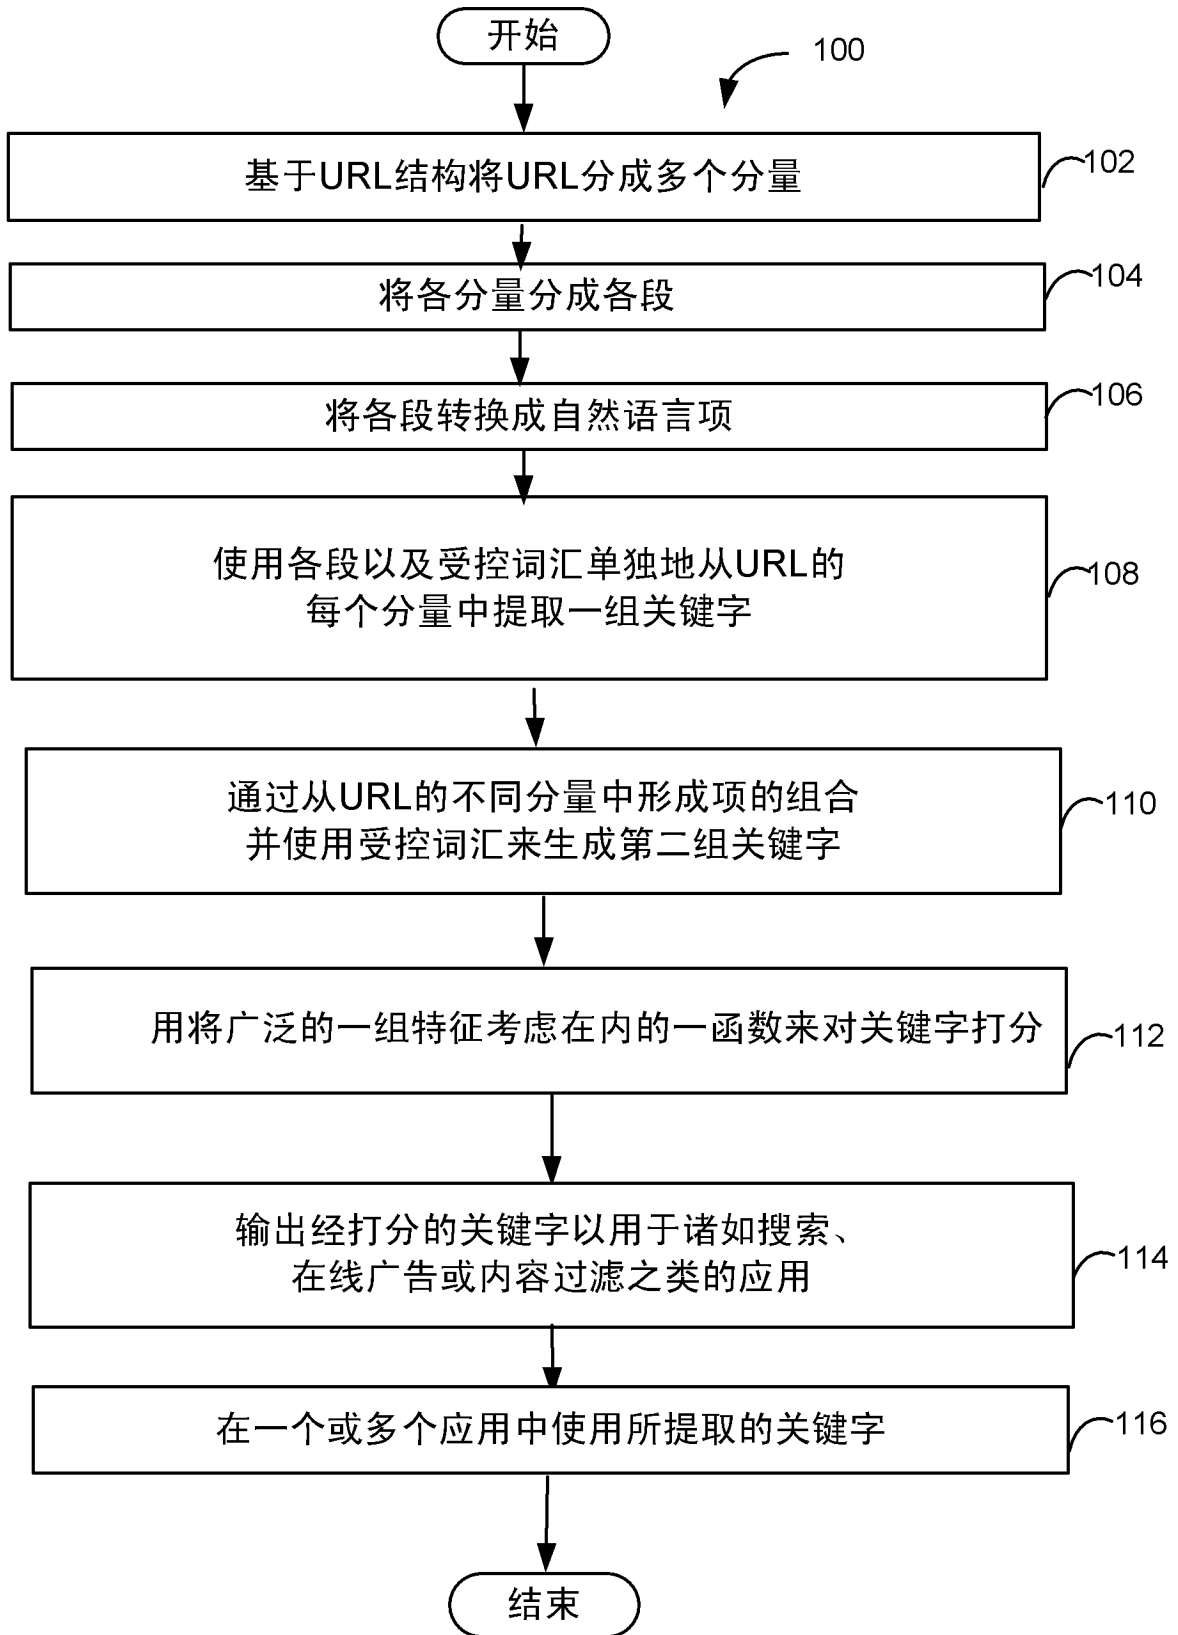 开始
100
基于URL结构将URL分成多个分量
102
将各分量分成各段
104
将各段转换成自然语言项
106
使用各段以及受控词汇单独地从URL的
每个分量中提取一组关键字
108
通过从URL的不同分量中形成项的组合
并使用受控词汇来生成第二组关键字
110
用将广泛的一组特征考虑在内的一函数来对关键字打分
112
输出经打分的关键字以用于诸如搜索、
在线广告或内容过滤之类的应用
114
在一个或多个应用中使用所提取的关键字
116
结束